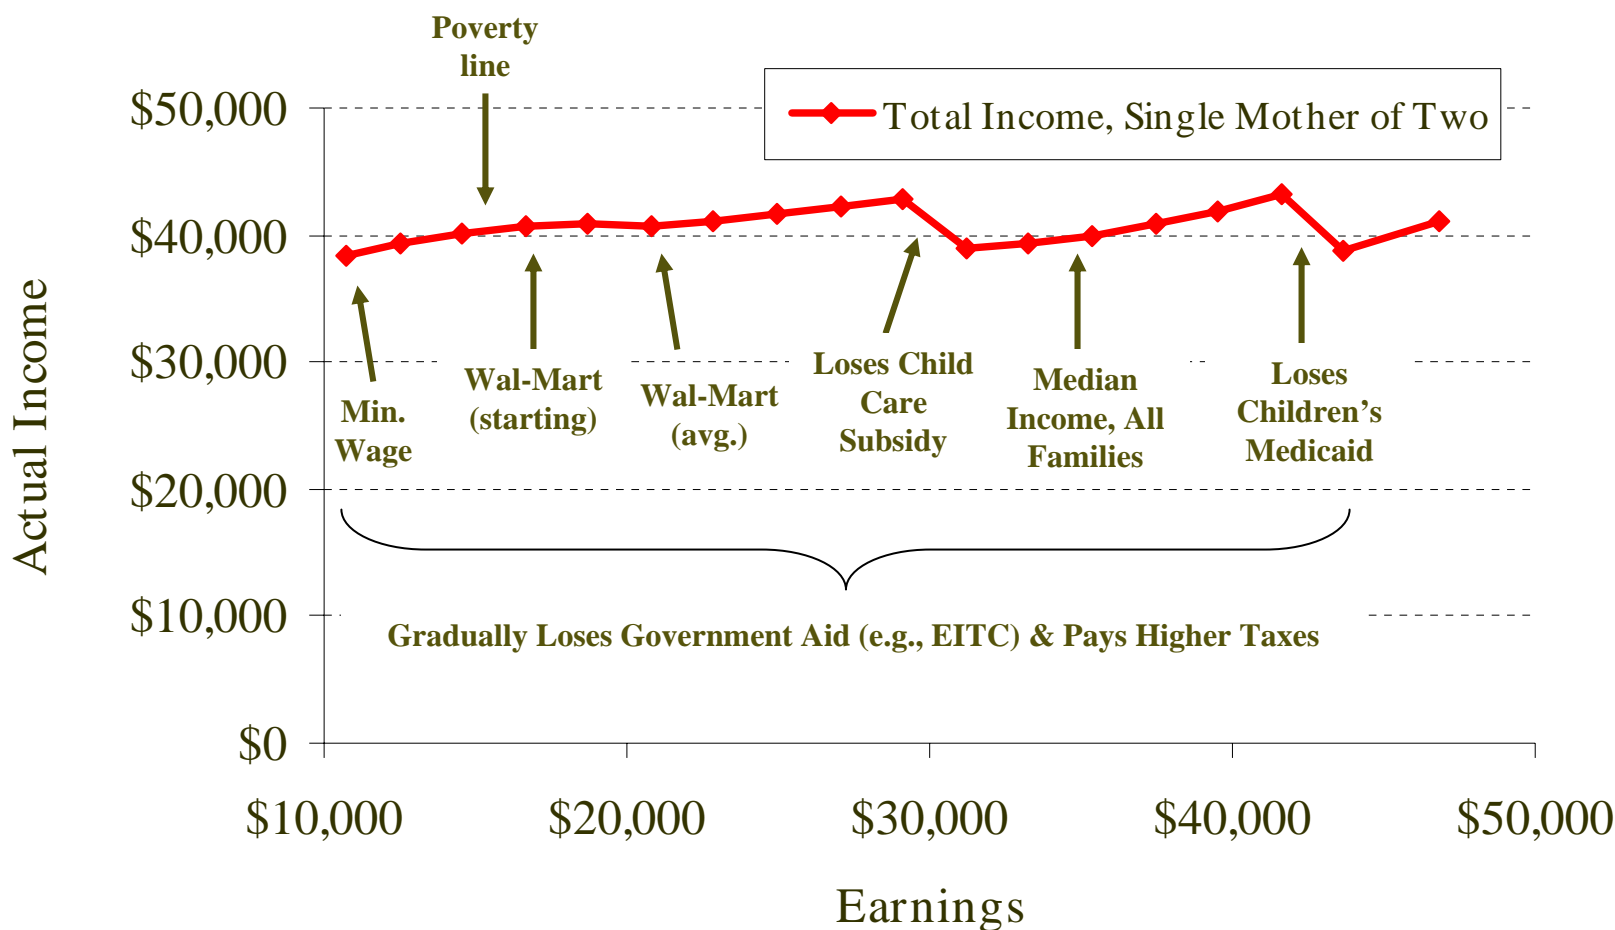 Poverty
line
Total Income, Single Mother of Two
$50,000
$40,000
$30,000
$20,000
$10,000
$0
Actual Income
Min.
Wage
Wal-Mart
(starting)
Wal-Mart
(avg.)
Loses Child
Care
Subsidy
Median
Income, All
Families
Loses
Children’s
Medicaid
Gradually Loses Government Aid (e.g., EITC) & Pays Higher Taxes
$10,000
$20,000
$30,000
$40,000
$50,000
Earnings